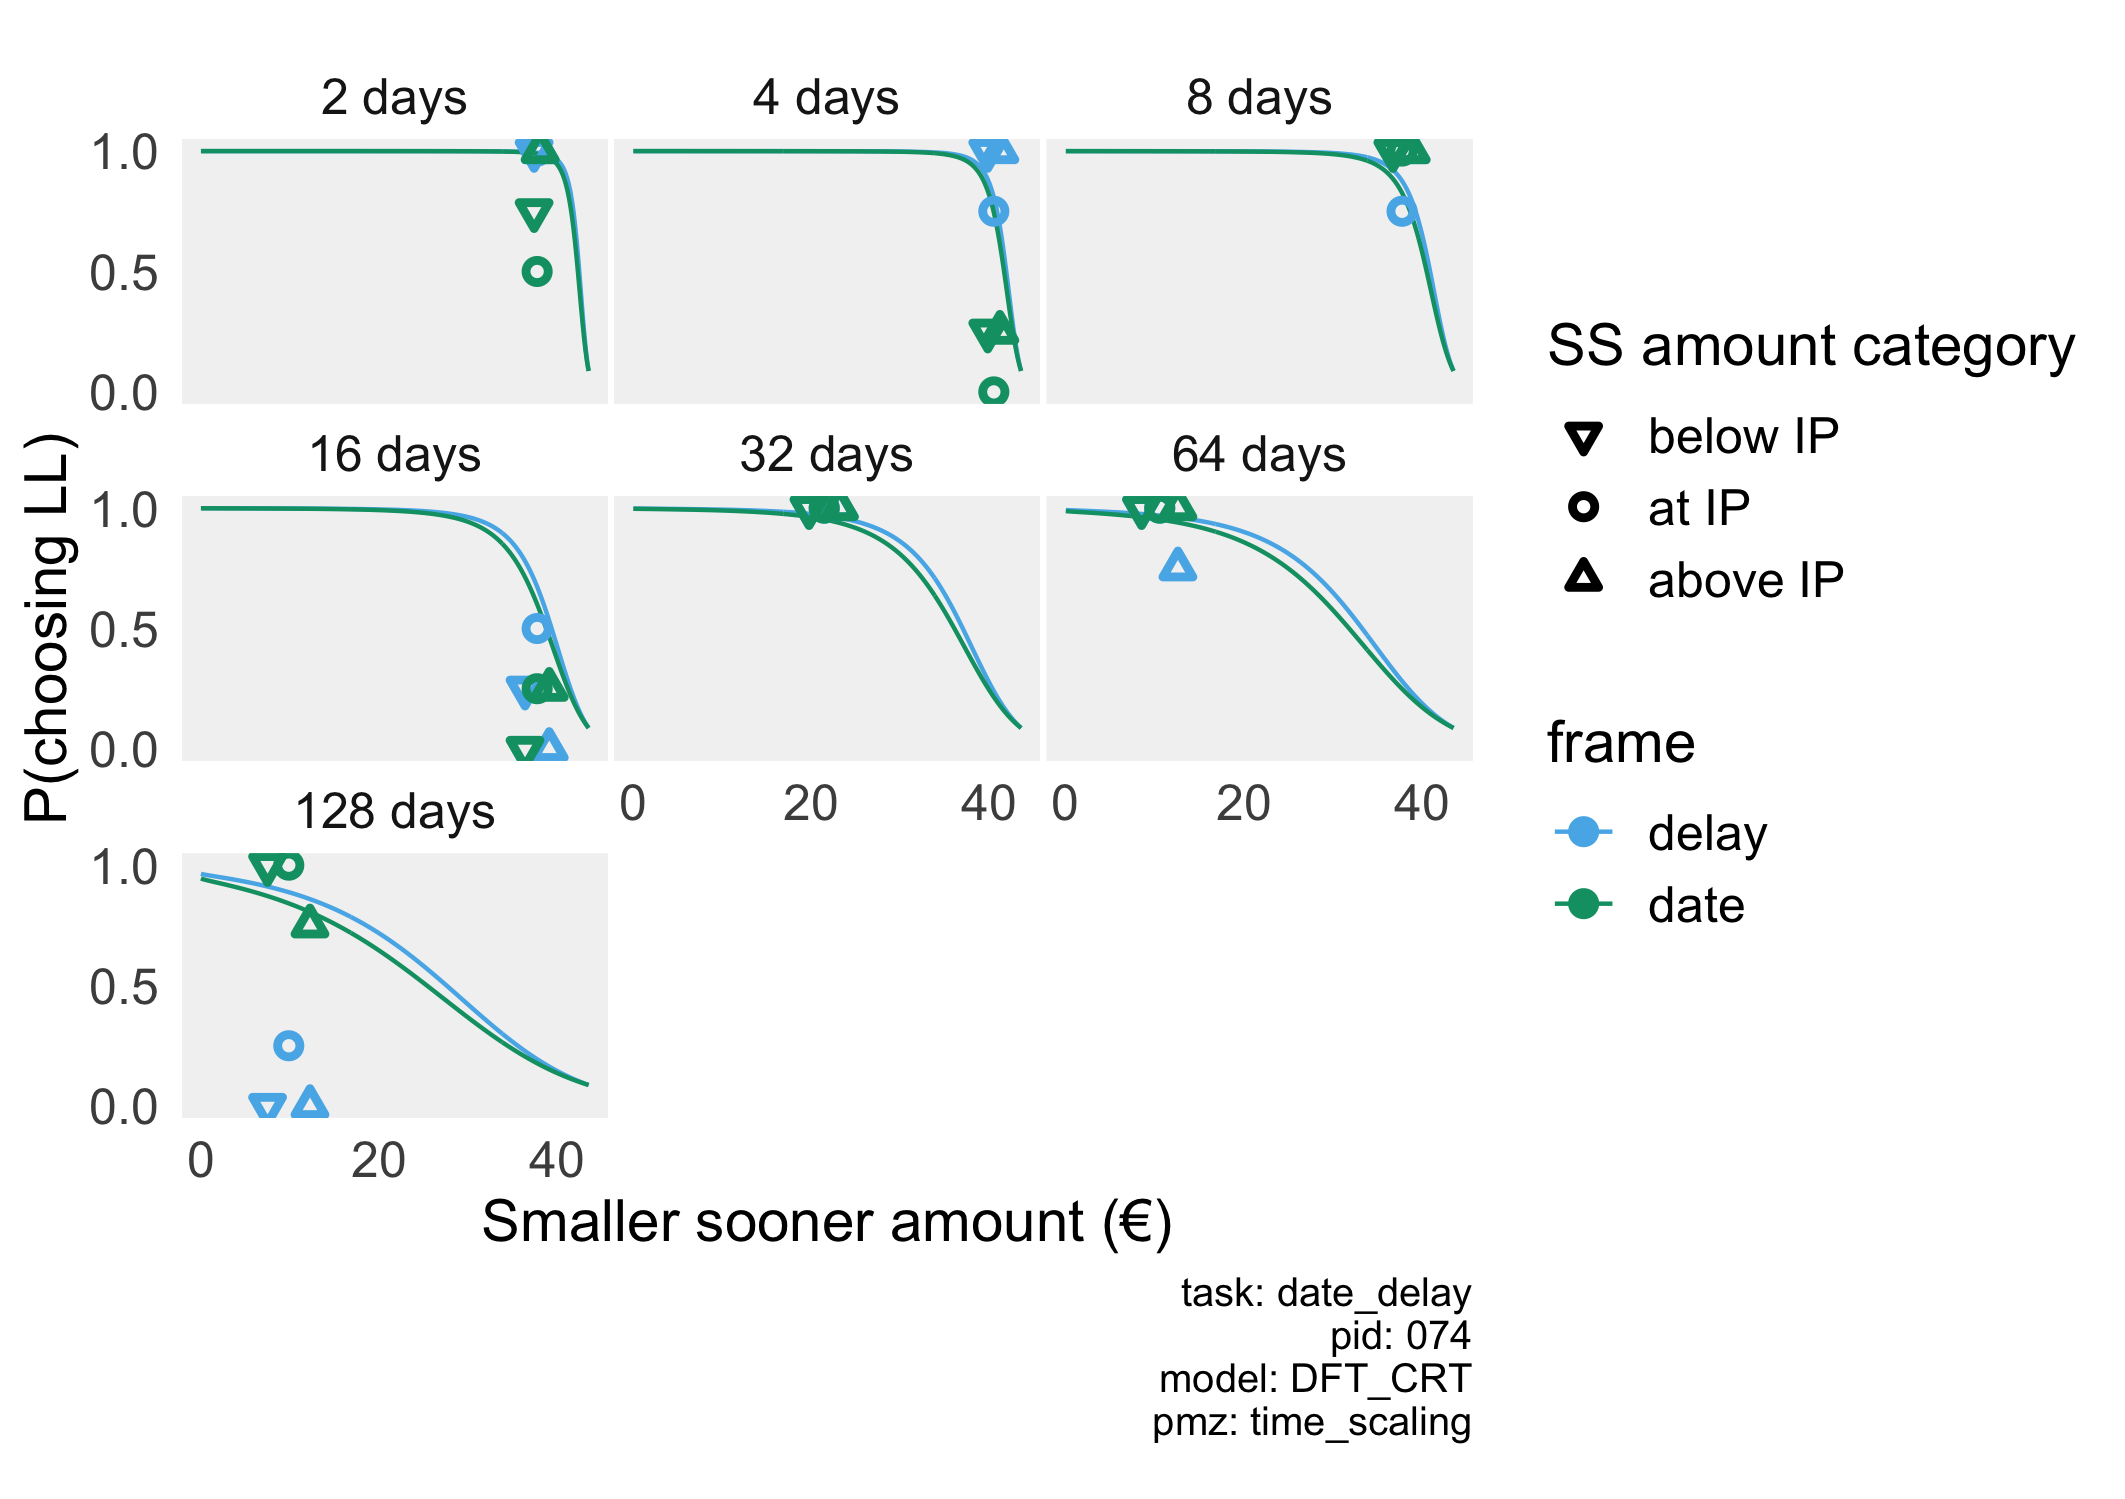 2 days
4 days
8 days
1.0
0.5
0.0
16 days
32 days
64 days
1.0
0.5
0.0
0
20
40
0
20
40
128 days
1.0
0.5
0.0
0
20
40
P(choosing LL)
Smaller sooner amount (€)
SS amount category
below IP
at IP
above IP
frame
delay
date
task: date_delay
pid: 074
model: DFT_CRT
pmz: time_scaling